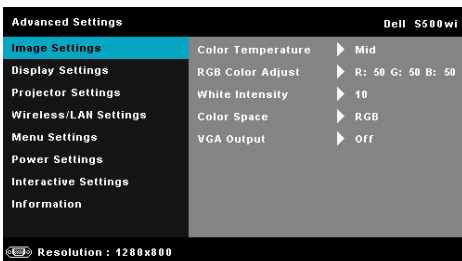 Advanced Settings Dell S500wi
Image Settings Color Temperature Mid
Display Settings RGB Color Adjust R: 50 G: 50 B: 50
Projector Settings White Intensity 10
Wireless/LAN Settings Color Space RGB
Menu Settings VGA Output Off
Power Settings
Interactive Settings
Information
Resolution : 1280x800